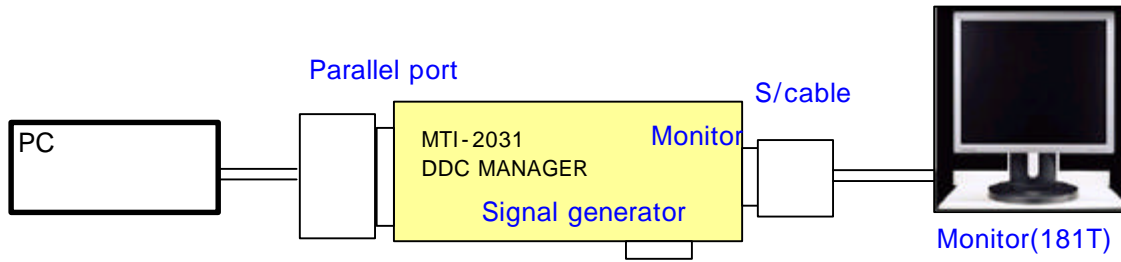 Parallel port
S/cable
PC
MTI-2031
Monitor
DDC MANAGER
Signal generator
Monitor(181T)